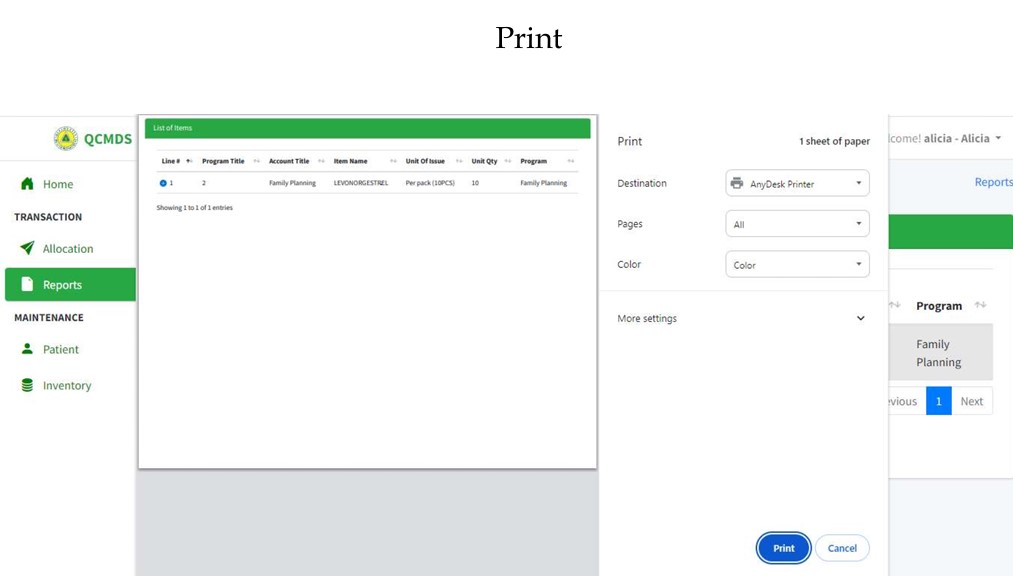 Print
QCMDS
Home
TRANSACTION
Allocation
Reports
MAINTENANCE
Patient
Inventory
List of Items
Line # Program Title Account Title Item Name Unit Of Issue Unit Qty Program
1 2 Family Planning LEVONORGESTREL Per pack (10PCS) 10 Family Planning
Showing 1 to 1 of 1 entries
Print 1 sheet of paper
Destination AnyDesk Printer
Pages All
Color Color
More settings
Print Cancel
lcome! alicia - Alicia
Reports
Program
Family
Planning
evious 1 Next